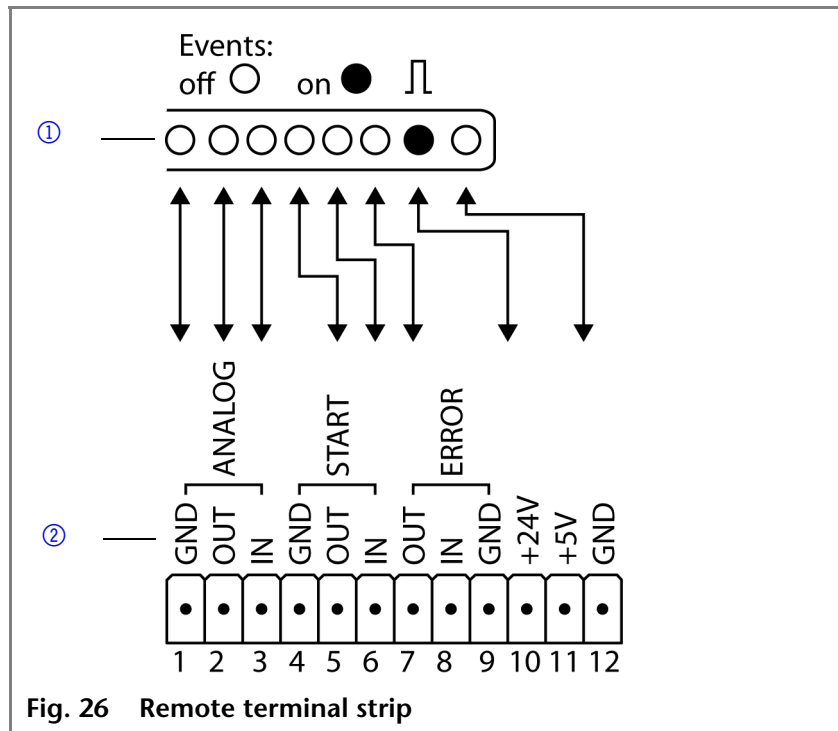 Events:
off on
①
ANALOG START ERROR
② GND OUT IN GND OUT IN OUT IN GND +24V +5V GND
1 2 3 4 5 6 7 8 9 10 11 12
Fig. 26 Remote terminal strip